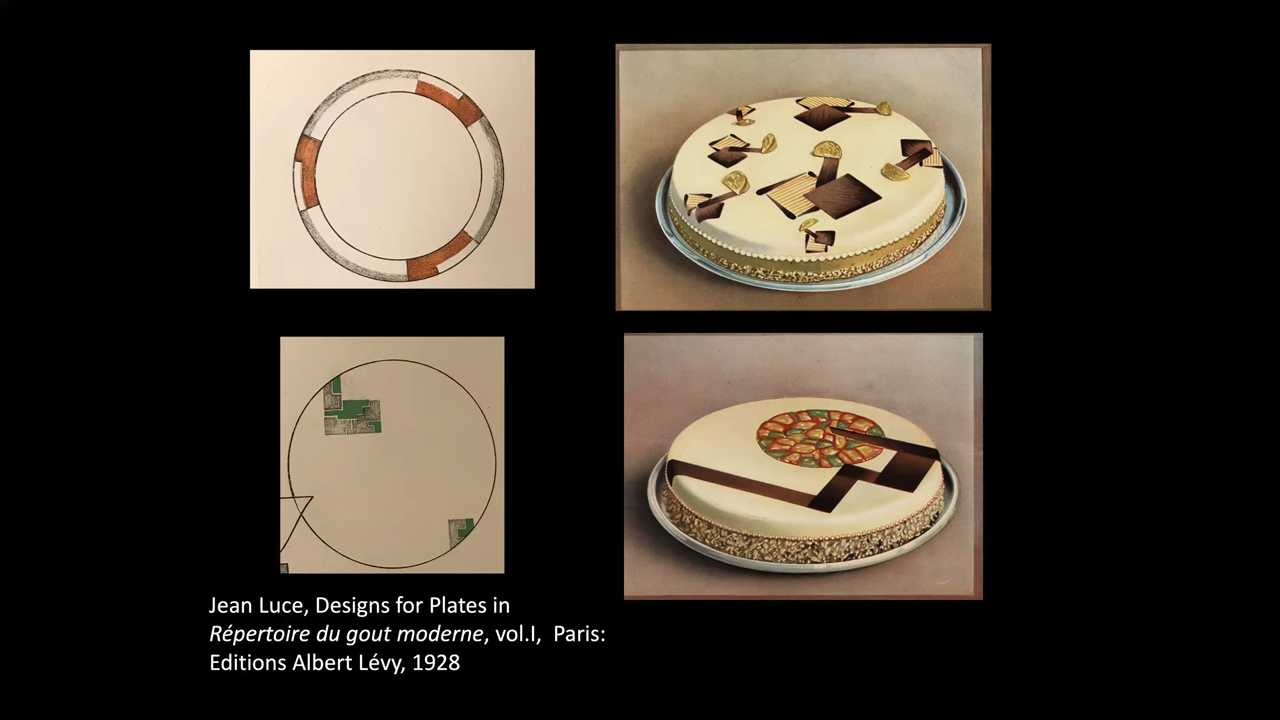 Jean Luce, Designs for Plates in
Répertoire du gout moderne, vol.I,  Paris:
Editions Albert Lévy, 1928